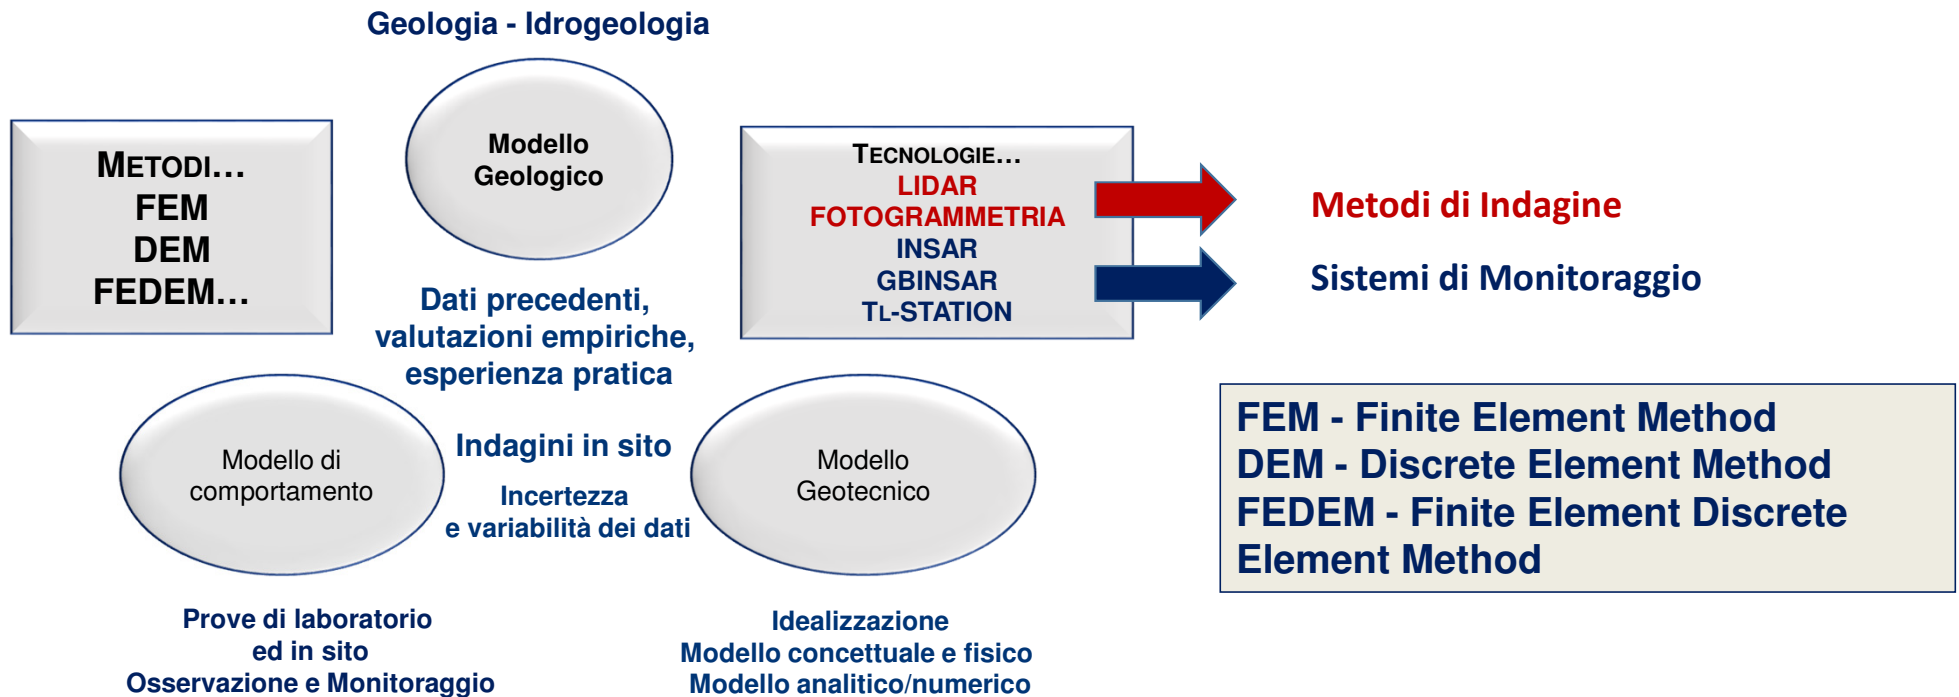 Geologia - Idrogeologia
Modello
Geologico
METODI...
FEM
DEM
FEDEM...
TECNOLOGIE...
LIDAR
FOTOGRAMMETRIA
INSAR
GBINSAR
TL-STATION
Metodi di Indagine
Sistemi di Monitoraggio
Dati precedenti,
valutazioni empiriche,
esperienza pratica
Modello di
comportamento
Indagini in sito
Incertezza
e variabilità dei dati
Modello
Geotecnico
FEM - Finite Element Method
DEM - Discrete Element Method
FEDEM - Finite Element Discrete
Element Method
Prove di laboratorio
ed in sito
Osservazione e Monitoraggio
Idealizzazione
Modello concettuale e fisico
Modello analitico/numerico